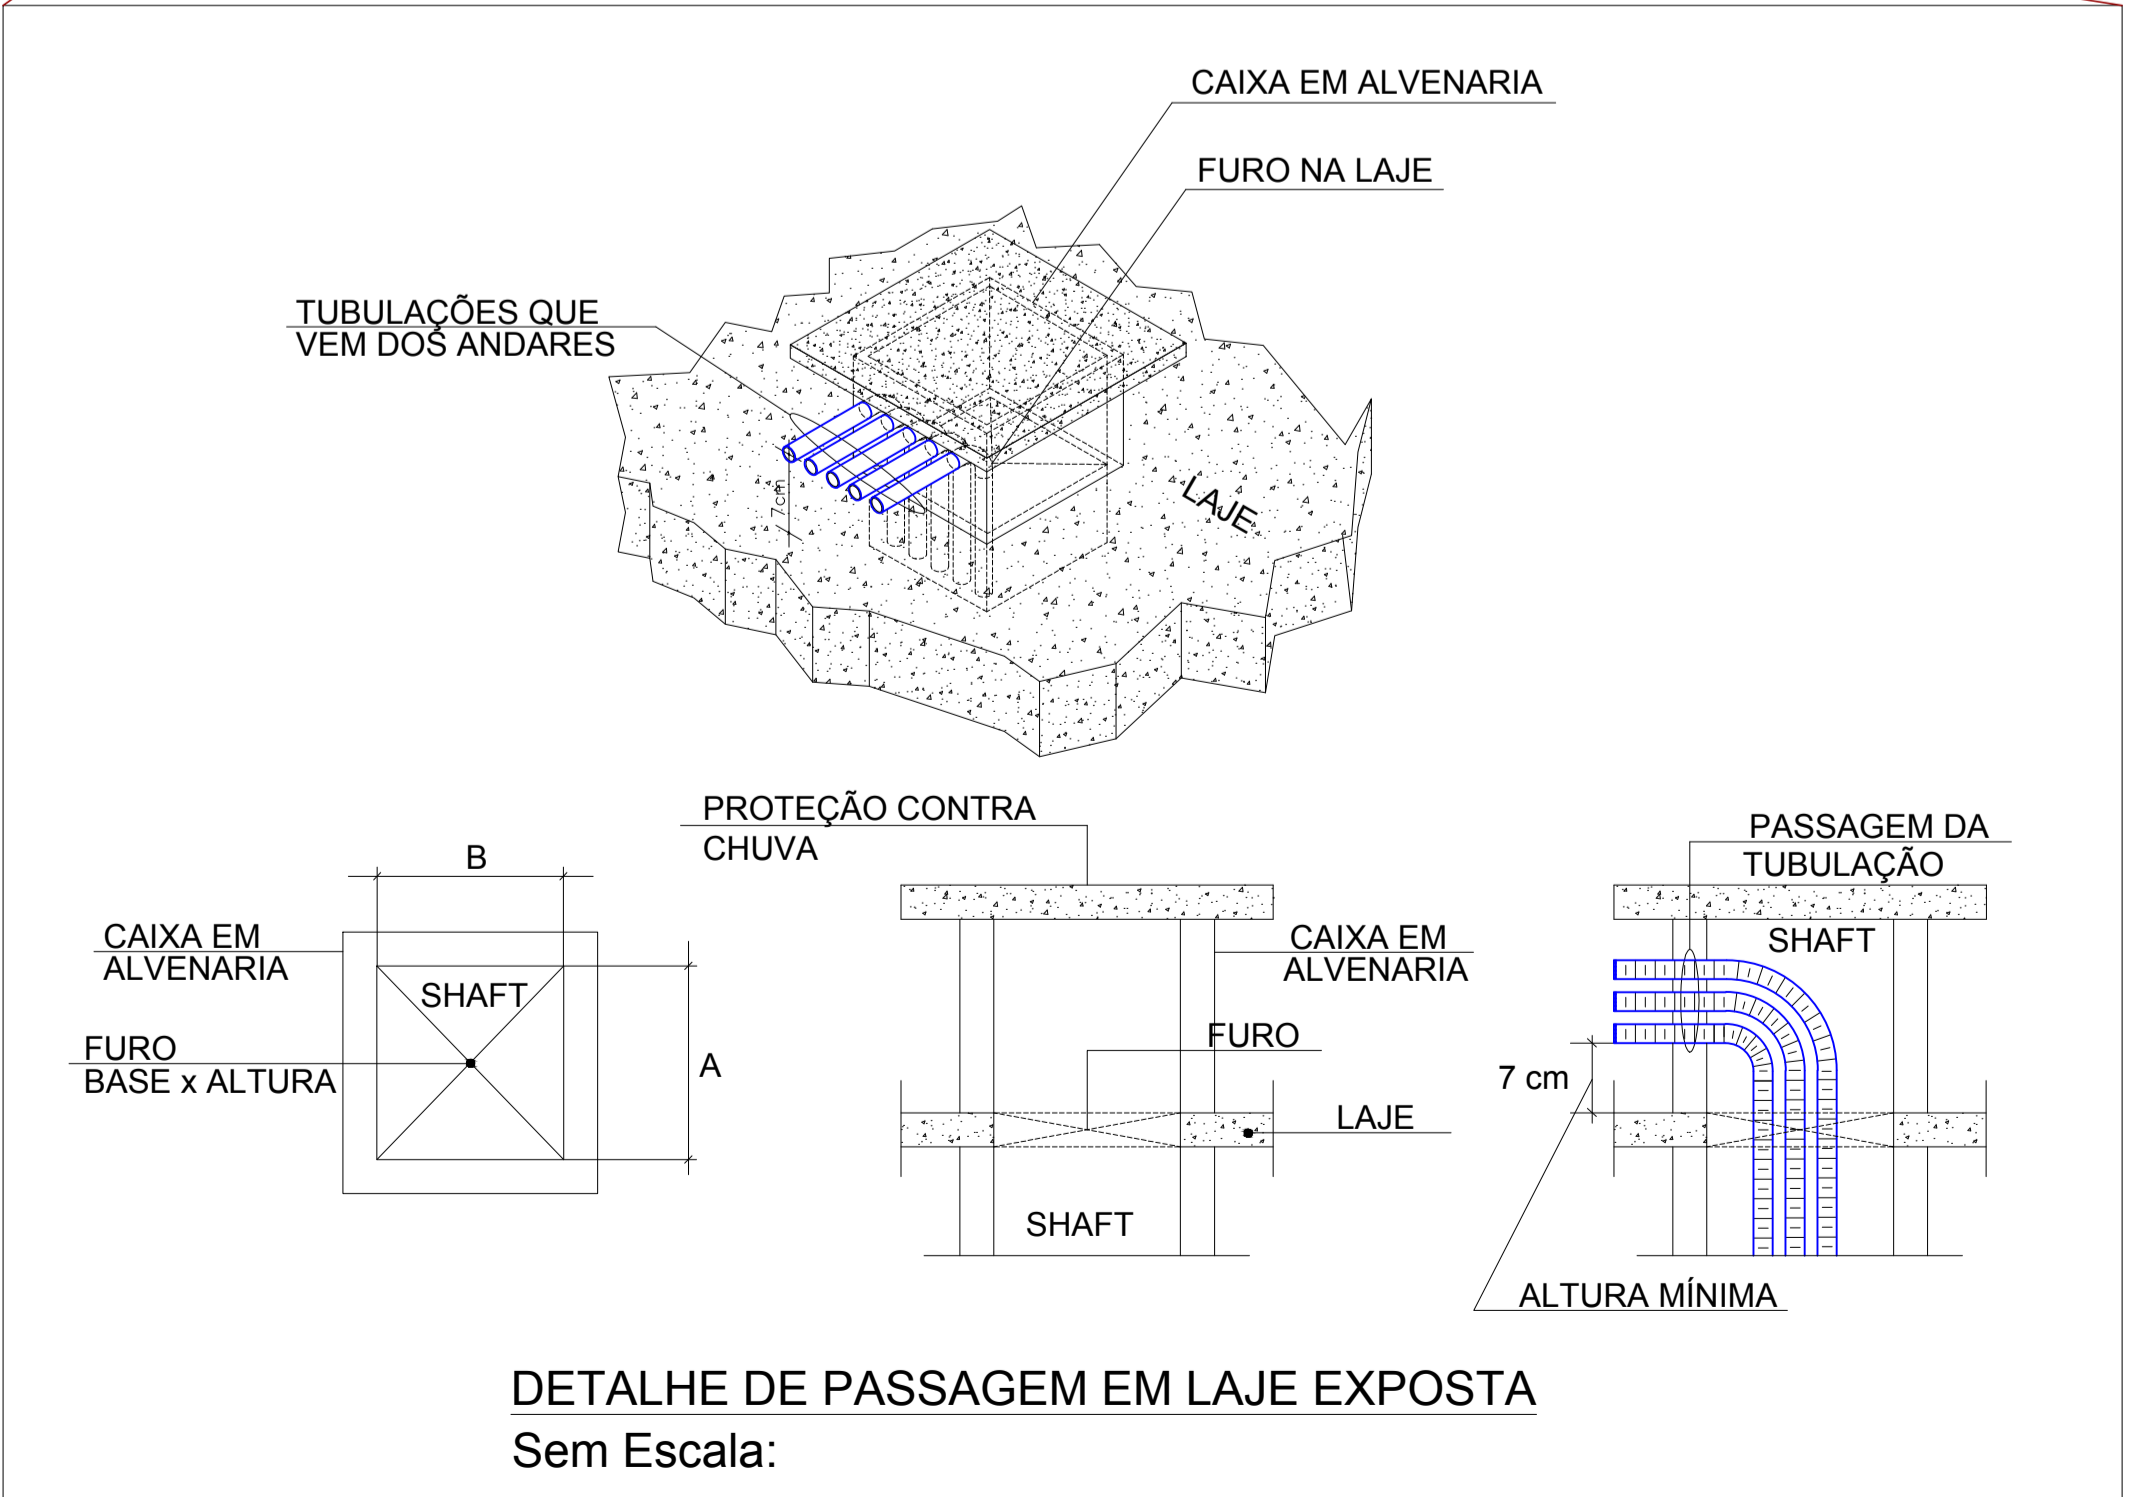 CAIXA EM ALVENARIA
FURO NA LAJE
TUBULAÇÕES QUE
VEM DOS ANDARES
7cm
LAJE
PROTEÇÃO CONTRA
CHUVA
PASSAGEM DA
TUBULAÇÃO
B
CAIXA EM
ALVENARIA
SHAFT
FURO
BASE x ALTURA
A
CAIXA EM
ALVENARIA
FURO
LAJE
SHAFT
SHAFT
7 cm
ALTURA MÍNIMA
DETALHE DE PASSAGEM EM LAJE EXPOSTA
Sem Escala: